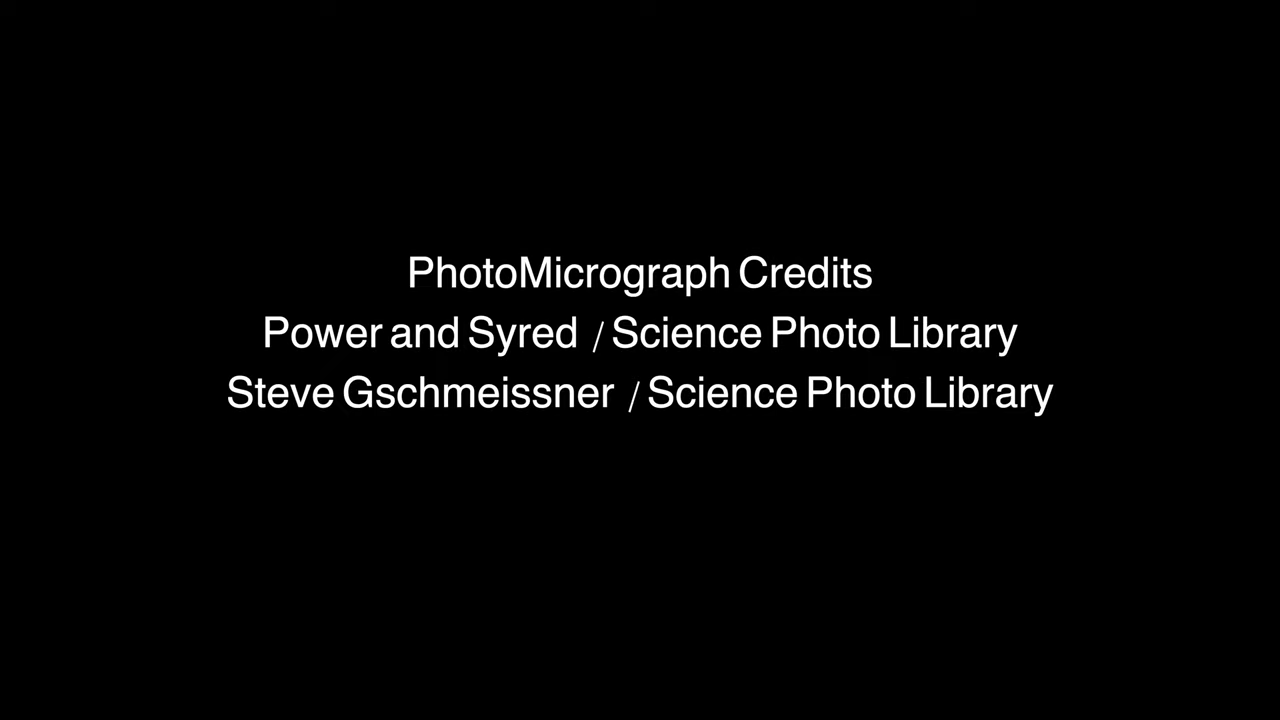 PhotoMicrograph Credits
Power and Syred / Science Photo Library
Steve Gschmeissner / Science Photo Library